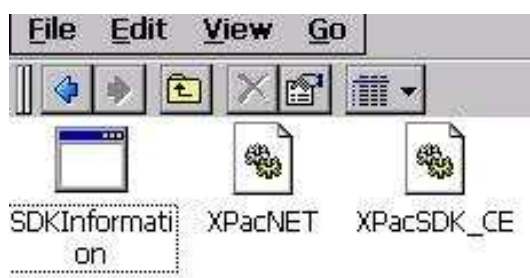 File Edit View Go
SDKInformati
on
XPacNET
XPacSDK_CE